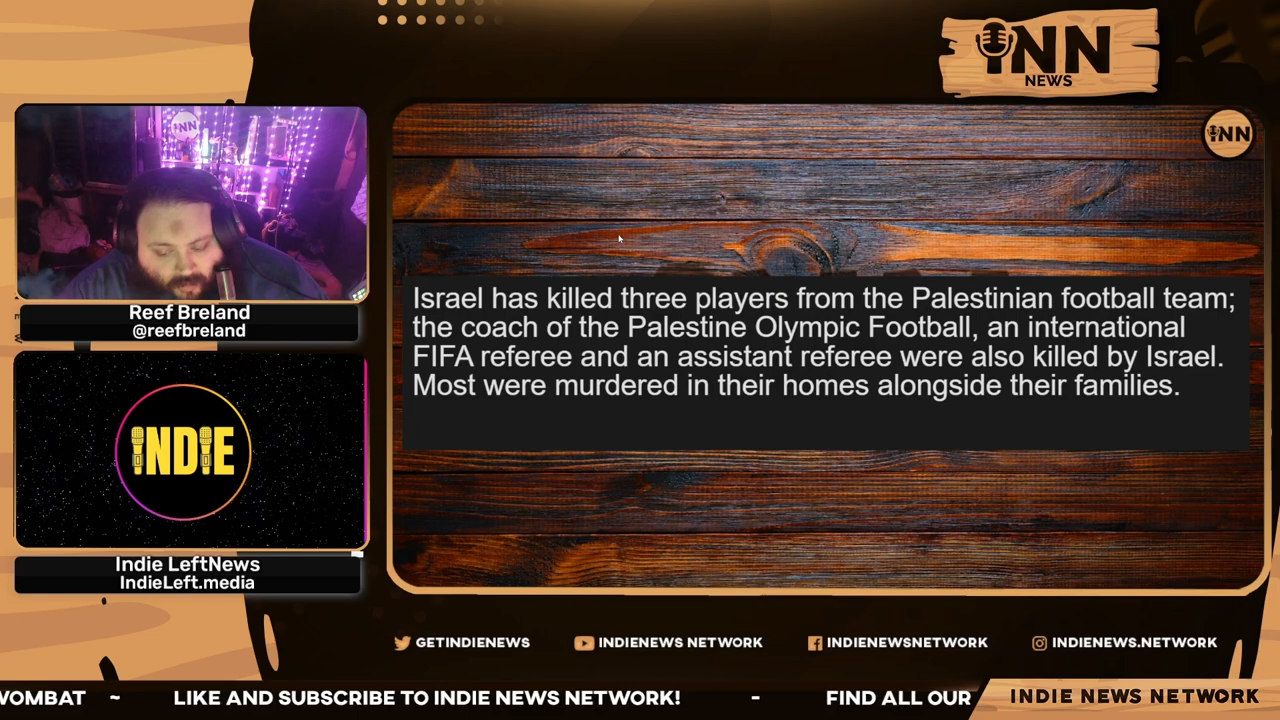 INN
NEWS
INN
INN
Israel has killed three players from the Palestinian football team;
the coach of the Palestine Olympic Football, an international
FIFA referee and an assistant referee were also killed by Israel.
Most were murdered in their homes alongside their families.
Reef Breland
@reefbreland
INDIE
Indie LeftNews
IndieLeft.media
GETINDIENEWS
INDIENEWS NETWORK
INDIENEWSNETWORK
INDIENEWS.NETWORK
WOMBAT ~ LIKE AND SUBSCRIBE TO INDIE NEWS NETWORK! - FIND ALL OUR
INDIE NEWS NETWORK